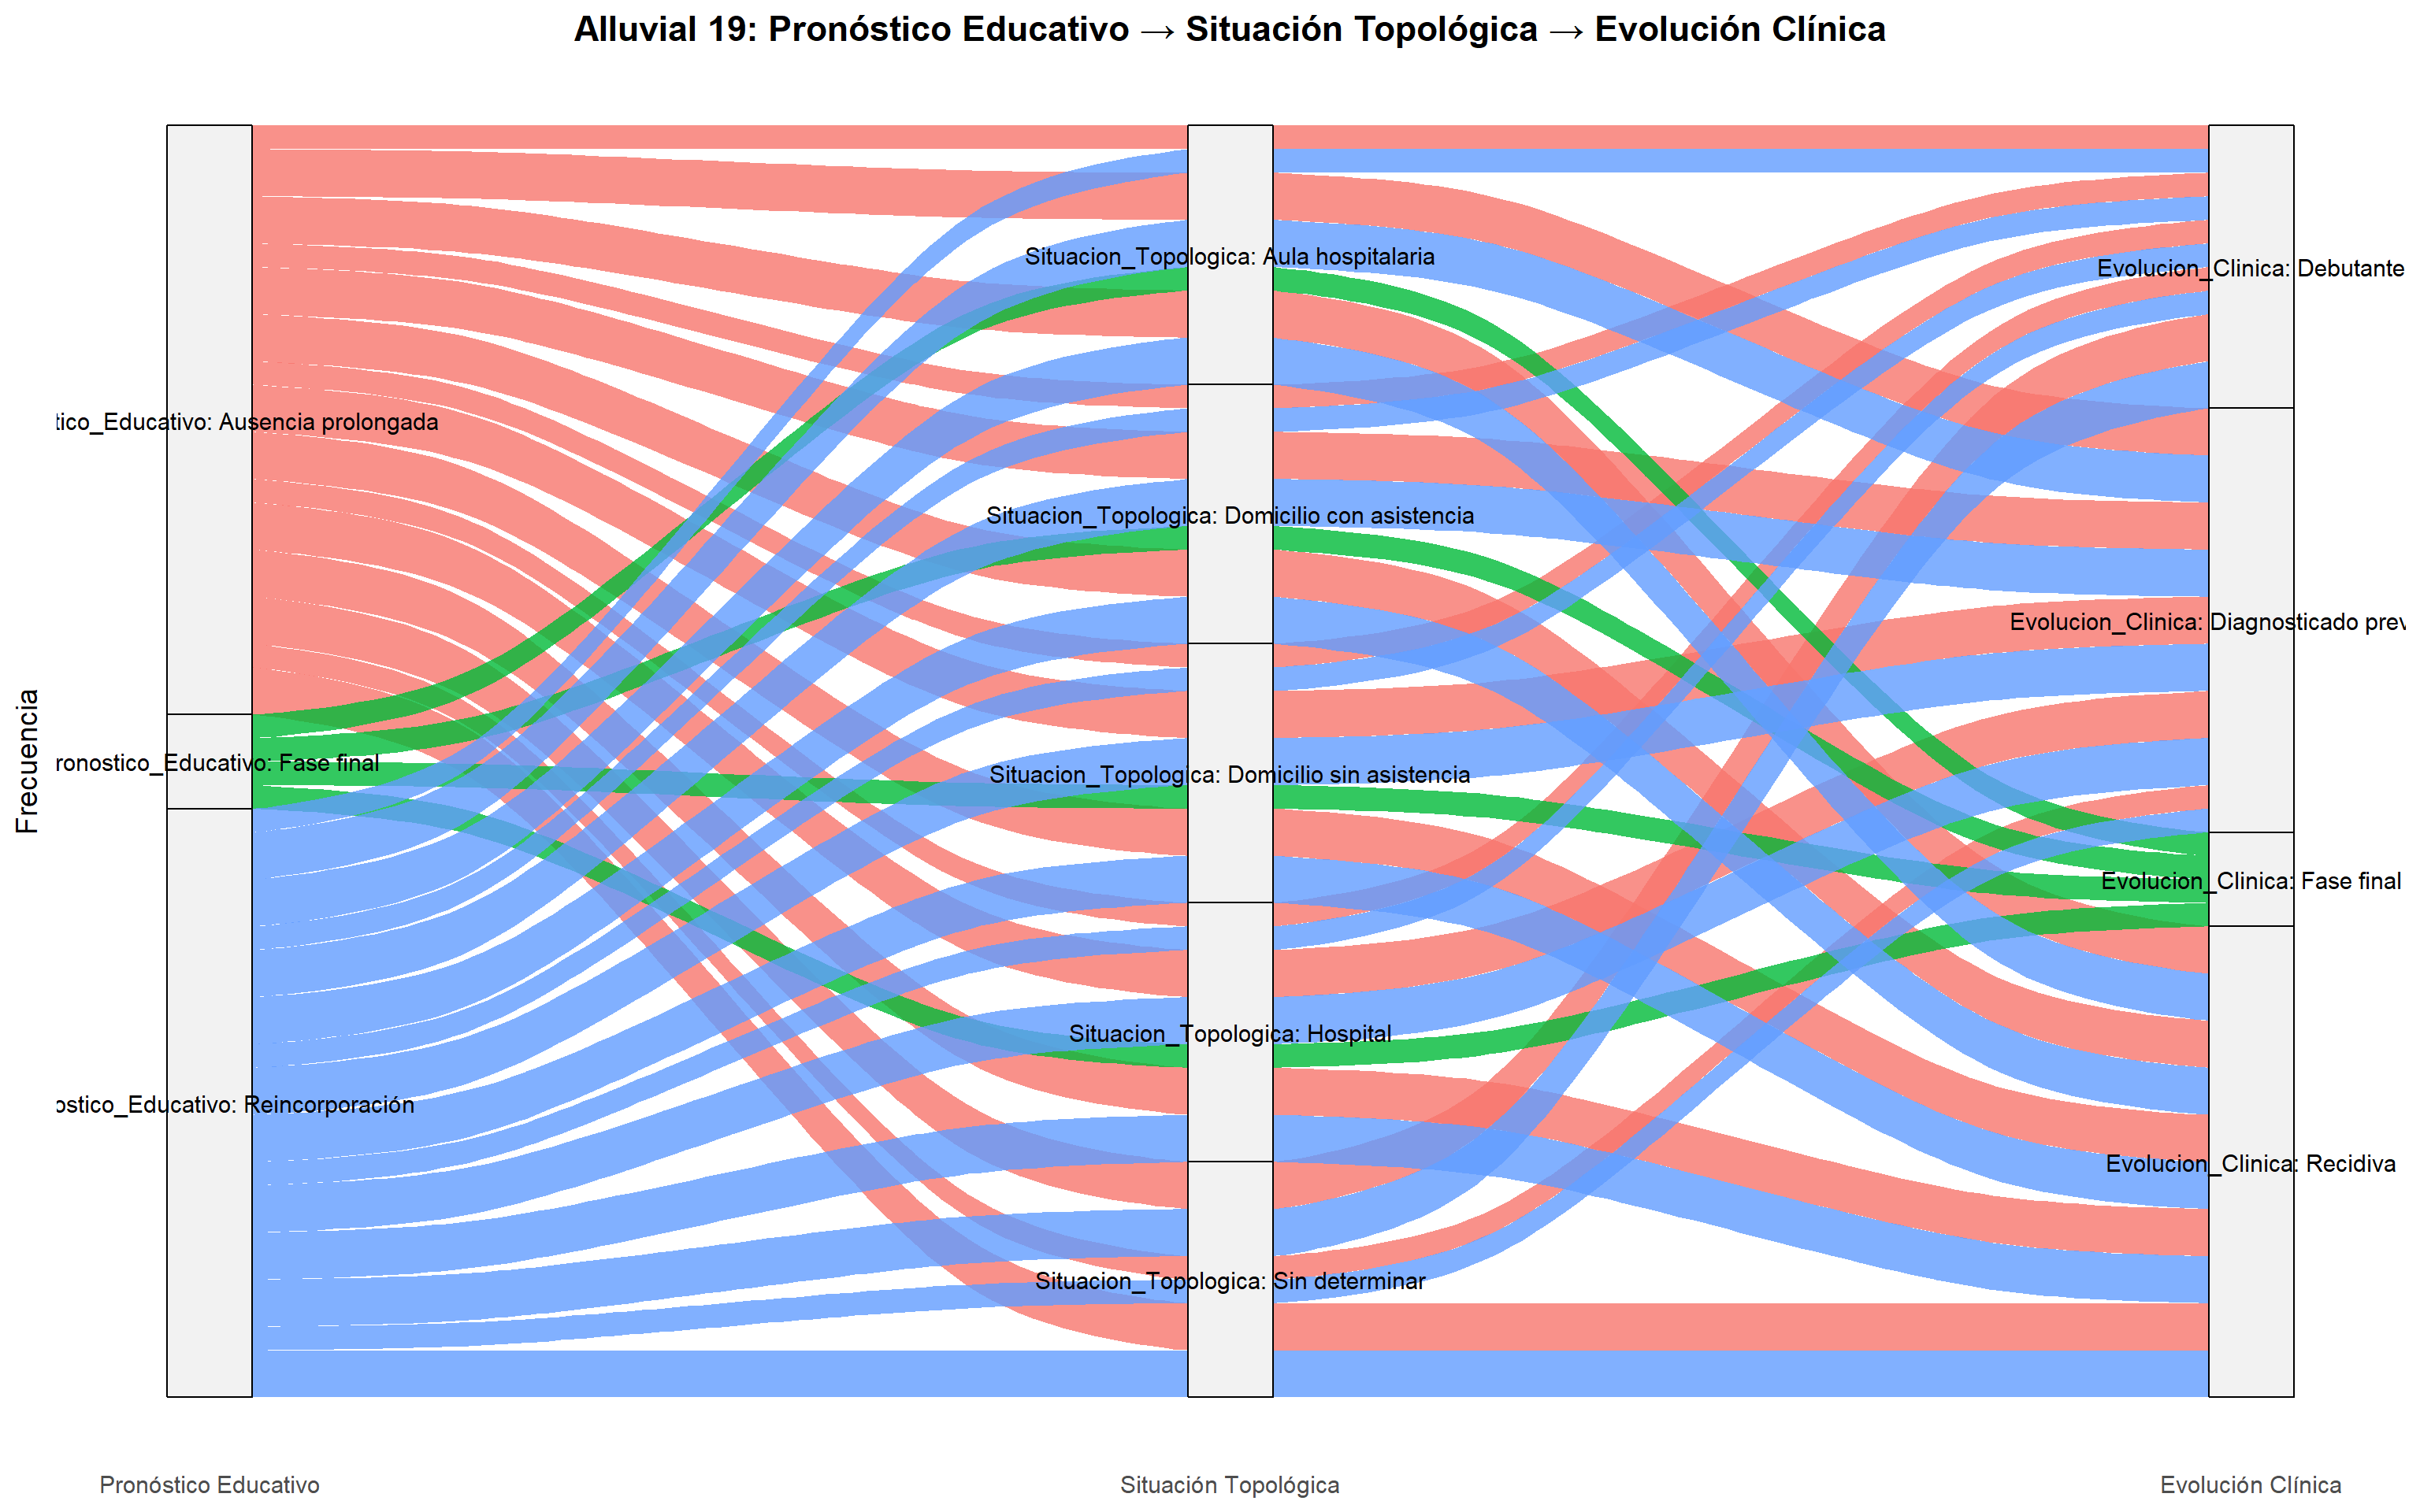 Alluvial 19: Pronóstico Educativo → Situación Topológica → Evolución Clínica
Frecuencia
tico_Educativo: Ausencia prolongada
ronostico_Educativo: Fase final
ostico_Educativo: Reincorporación
Situacion_Topologica: Aula hospitalaria
Situacion_Topologica: Domicilio con asistencia
Situacion_Topologica: Domicilio sin asistencia
Situacion_Topologica: Hospital
Situacion_Topologica: Sin determinar
Evolucion_Clinica: Debutante
Evolucion_Clinica: Diagnosticado prev
Evolucion_Clinica: Fase final
Evolucion_Clinica: Recidiva
Pronóstico Educativo
Situación Topológica
Evolución Clínica